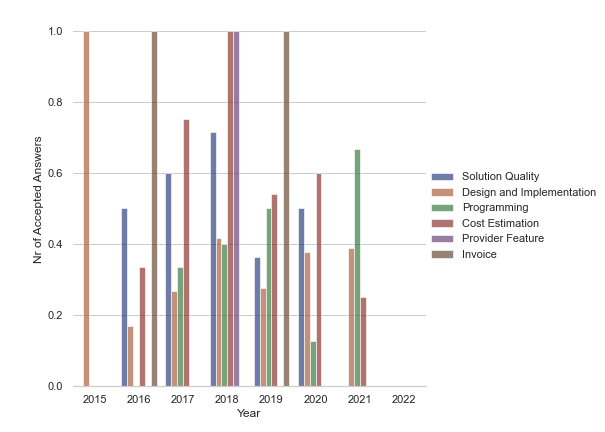 1.0
0.8
0.6
0.4
0.2
0.0
Nr of Accepted Answers
2015 2016 2017 2018 2019 2020 2021 2022
Year
Solution Quality
Design and Implementation
Programming
Cost Estimation
Provider Feature
Invoice